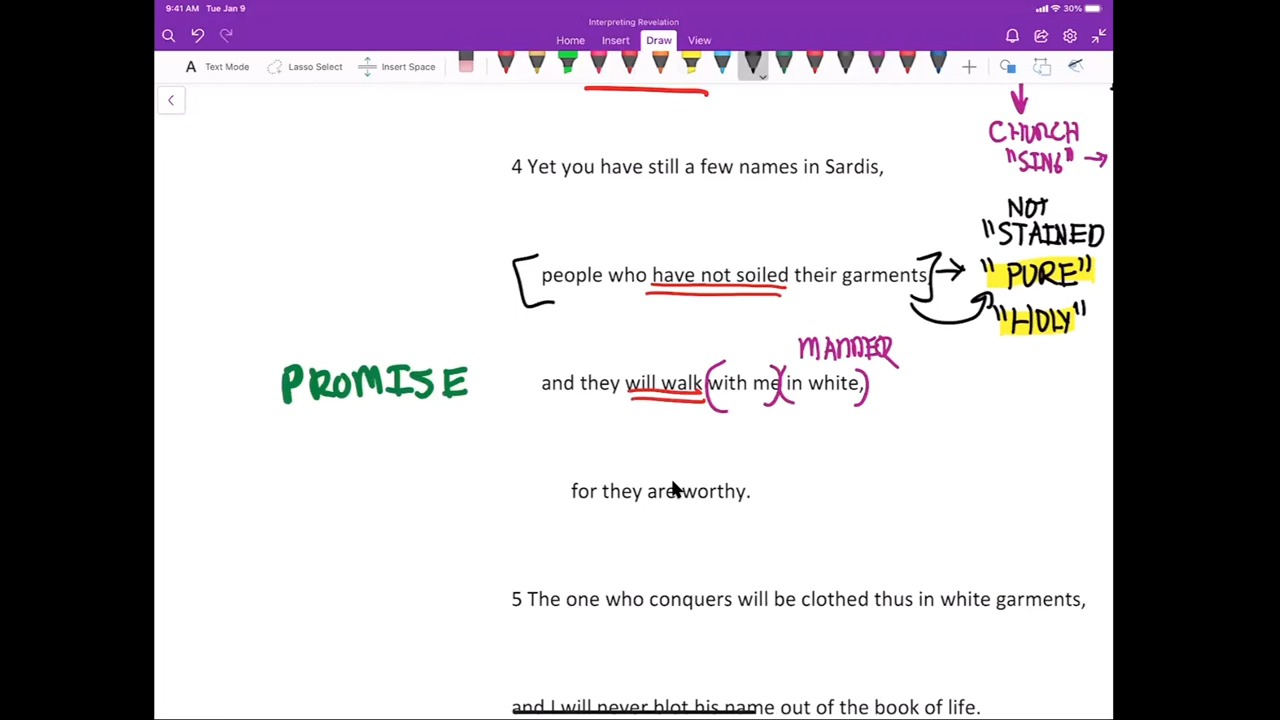 9:41 AM Tue Jan 9
30%
Interpreting Revelation
Home Insert Draw View
A Text Mode Lasso Select Insert Space
CHURCH
"SING" →
4 Yet you have still a few names in Sardis,
NOT
"STAINED
people who have not soiled their garments,
"PURE"
"HOLY"
MANNER
PROMISE
and they will walk with me in white,
for they are worthy.
5 The one who conquers will be clothed thus in white garments,
and I will never blot his name out of the book of life.